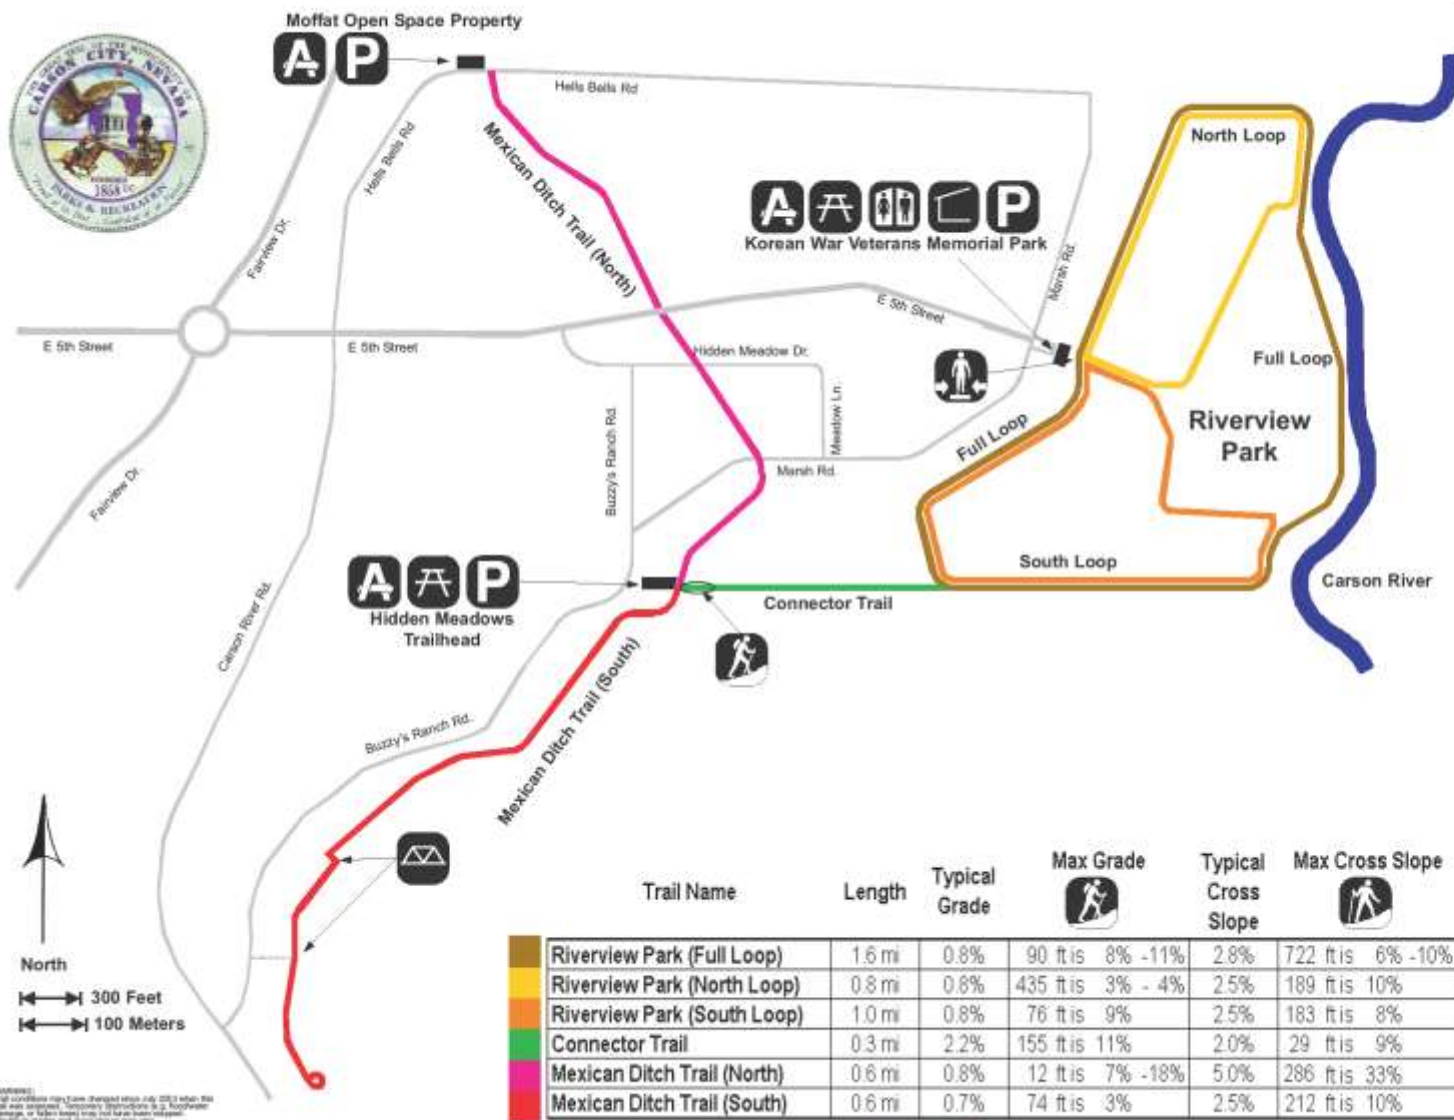 Moffat Open Space Property
A P
CARSON CITY, NEVADA
1858
PARKS & RECREATION
Hells Bells Rd
Hells Bells Rd
Mexican Ditch Trail (North)
North Loop
A P
Korean War Veterans Memorial Park
Fairview Dr.
Marsh Rd.
E 5th Street
E 5th Street
E 5th Street
Hidden Meadow Dr.
Full Loop
Meadow Ln.
Buzzy's Ranch Rd.
Full Loop
Riverview
Park
Fairview Dr.
Marsh Rd.
South Loop
A P
Hidden Meadows
Trailhead
Connector Trail
Carson River
Carson River Rd.
Mexican Ditch Trail (South)
Buzzy's Ranch Rd.
North
300 Feet
100 Meters
Trail Name Length Typical Grade Max Grade Typical Cross Slope Max Cross Slope
Riverview Park (Full Loop) 1.6 mi 0.8% 90 ft is 8% -11% 2.8% 722 ft is 6% -10%
Riverview Park (North Loop) 0.8 mi 0.8% 435 ft is 3% - 4% 2.5% 189 ft is 10%
Riverview Park (South Loop) 1.0 mi 0.8% 76 ft is 9% 2.5% 183 ft is 8%
Connector Trail 0.3 mi 2.2% 155 ft is 11% 2.0% 29 ft is 9%
Mexican Ditch Trail (North) 0.6 mi 0.8% 12 ft is 7% -18% 5.0% 286 ft is 33%
Mexican Ditch Trail (South) 0.6 mi 0.7% 74 ft is 3% 2.5% 212 ft is 10%